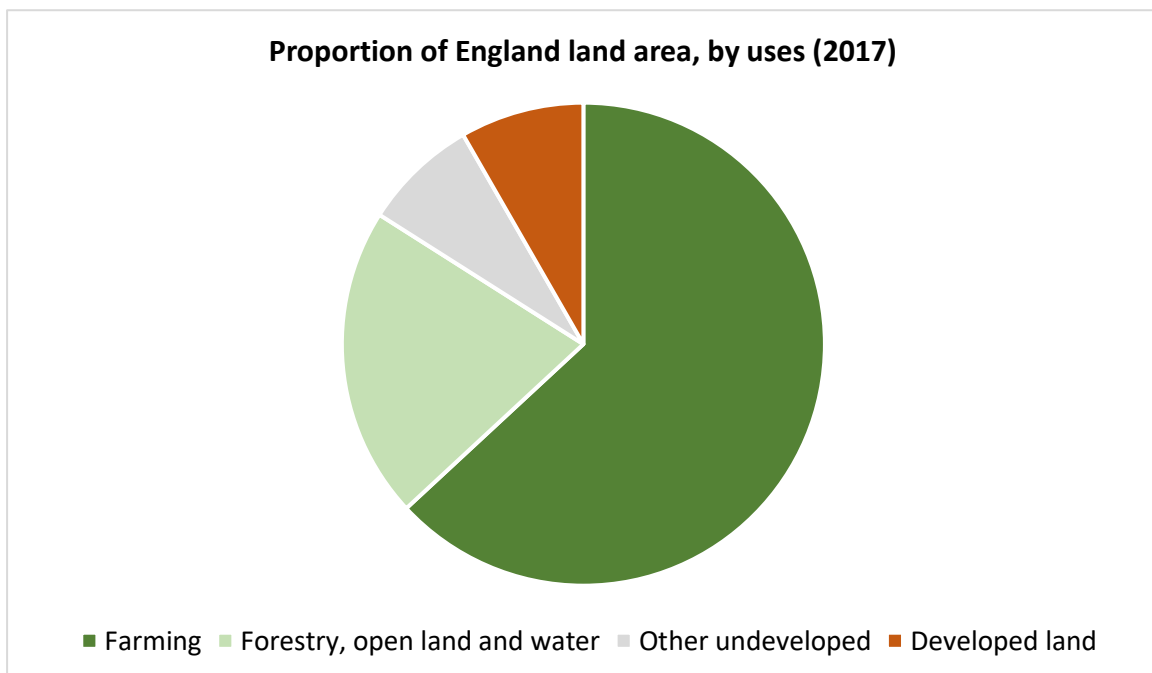 Proportion of England land area, by uses (2017)
Farming Forestry, open land and water Other undeveloped Developed land